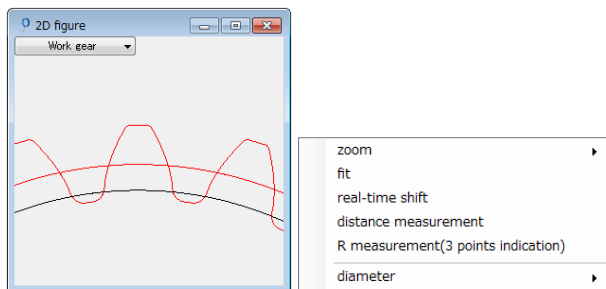 2D figure
Work gear
zoom
fit
real-time shift
distance measurement
R measurement(3 points indication)
diameter